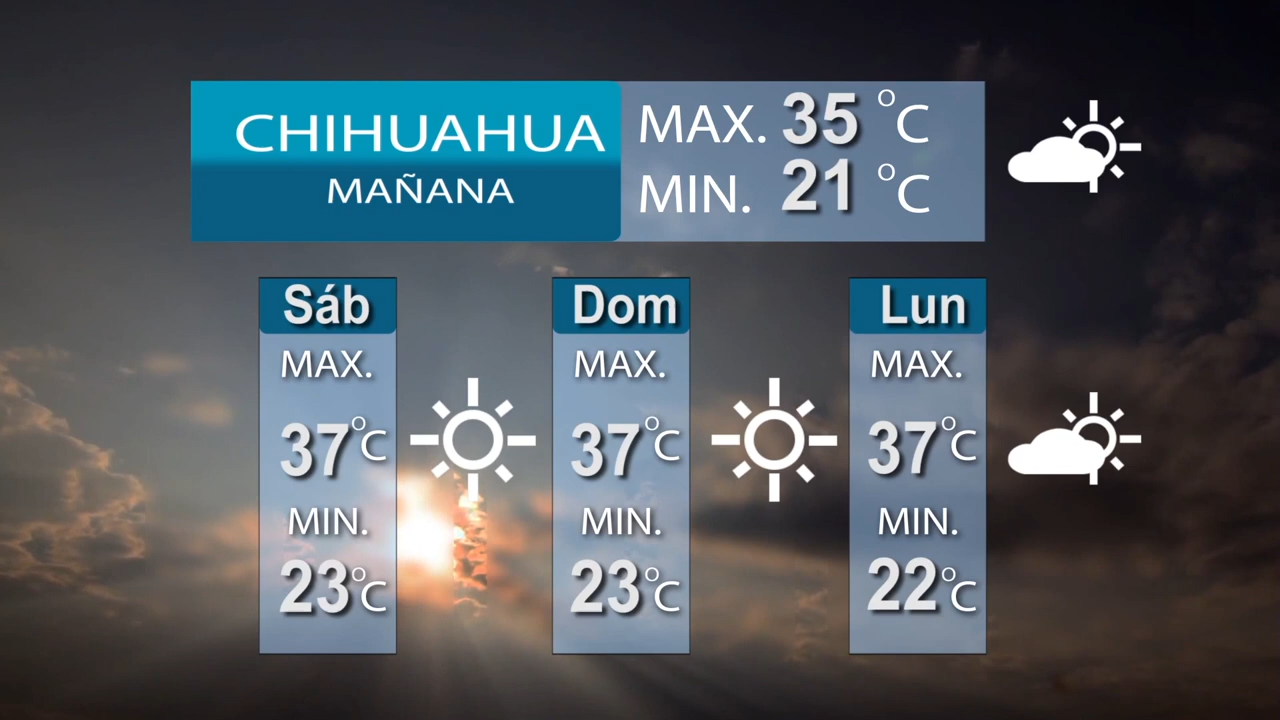 CHIHUAHUA
MAÑANA
MAX. 35 °C
MIN. 21 °C
Sáb
MAX.
37°C
MIN.
23°C
Dom
MAX.
37°C
MIN.
23°C
Lun
MAX.
37°C
MIN.
22°C